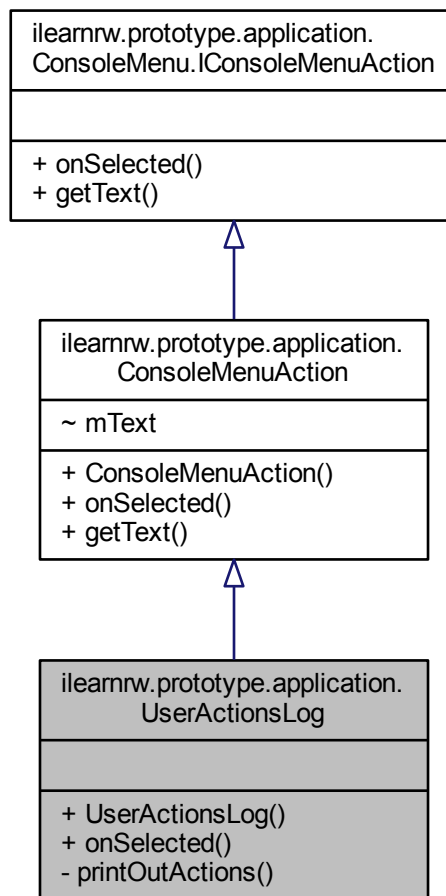 ilearnrw.prototype.application.
ConsoleMenu.IConsoleMenuAction
+ onSelected()
+ getText()
ilearnrw.prototype.application.
ConsoleMenuAction
~ mText
+ ConsoleMenuAction()
+ onSelected()
+ getText()
ilearnrw.prototype.application.
UserActionsLog
+ UserActionsLog()
+ onSelected()
- printOutActions()